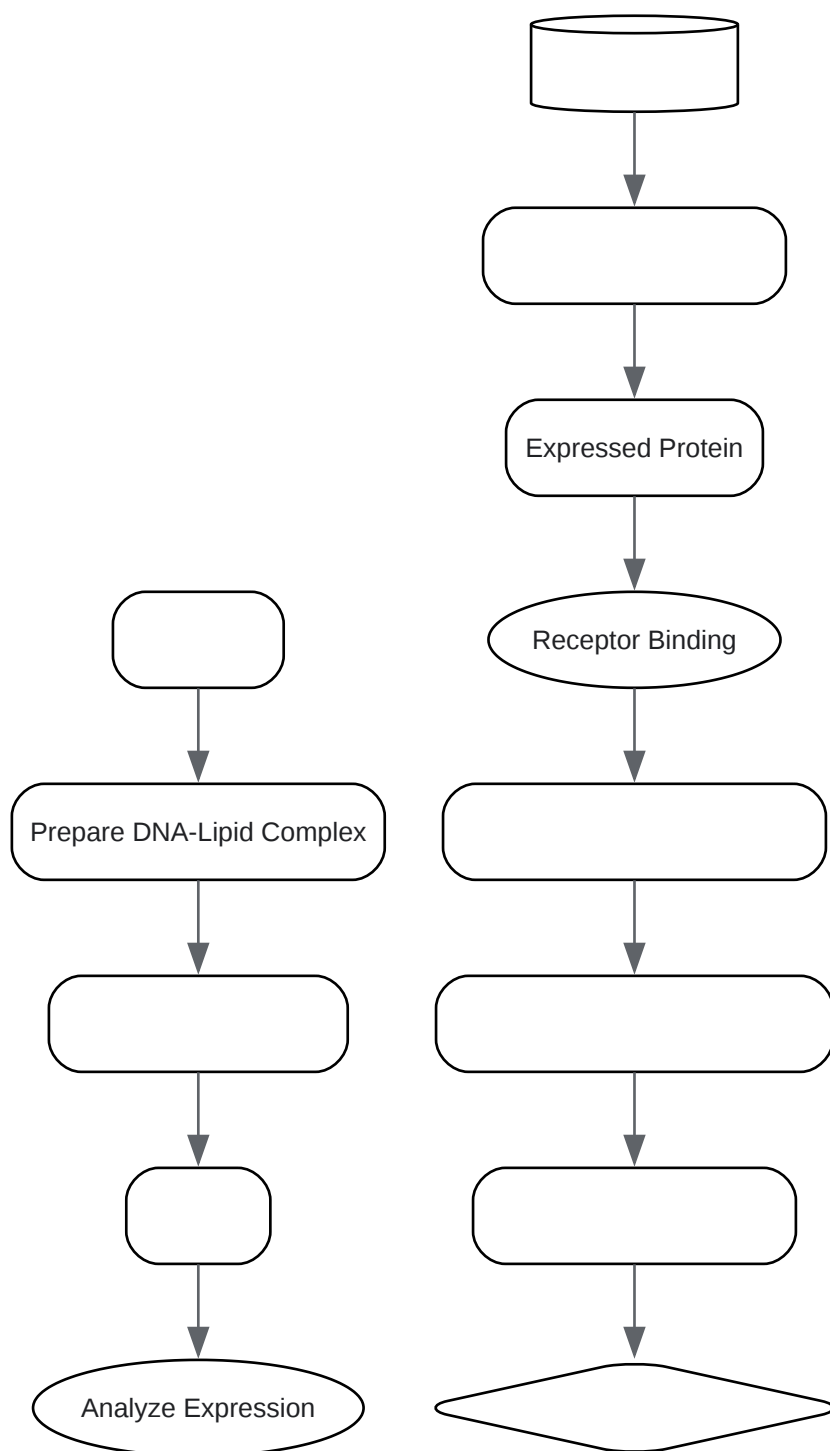 Expressed Protein
Receptor Binding
Prepare DNA-Lipid Complex
Analyze Expression